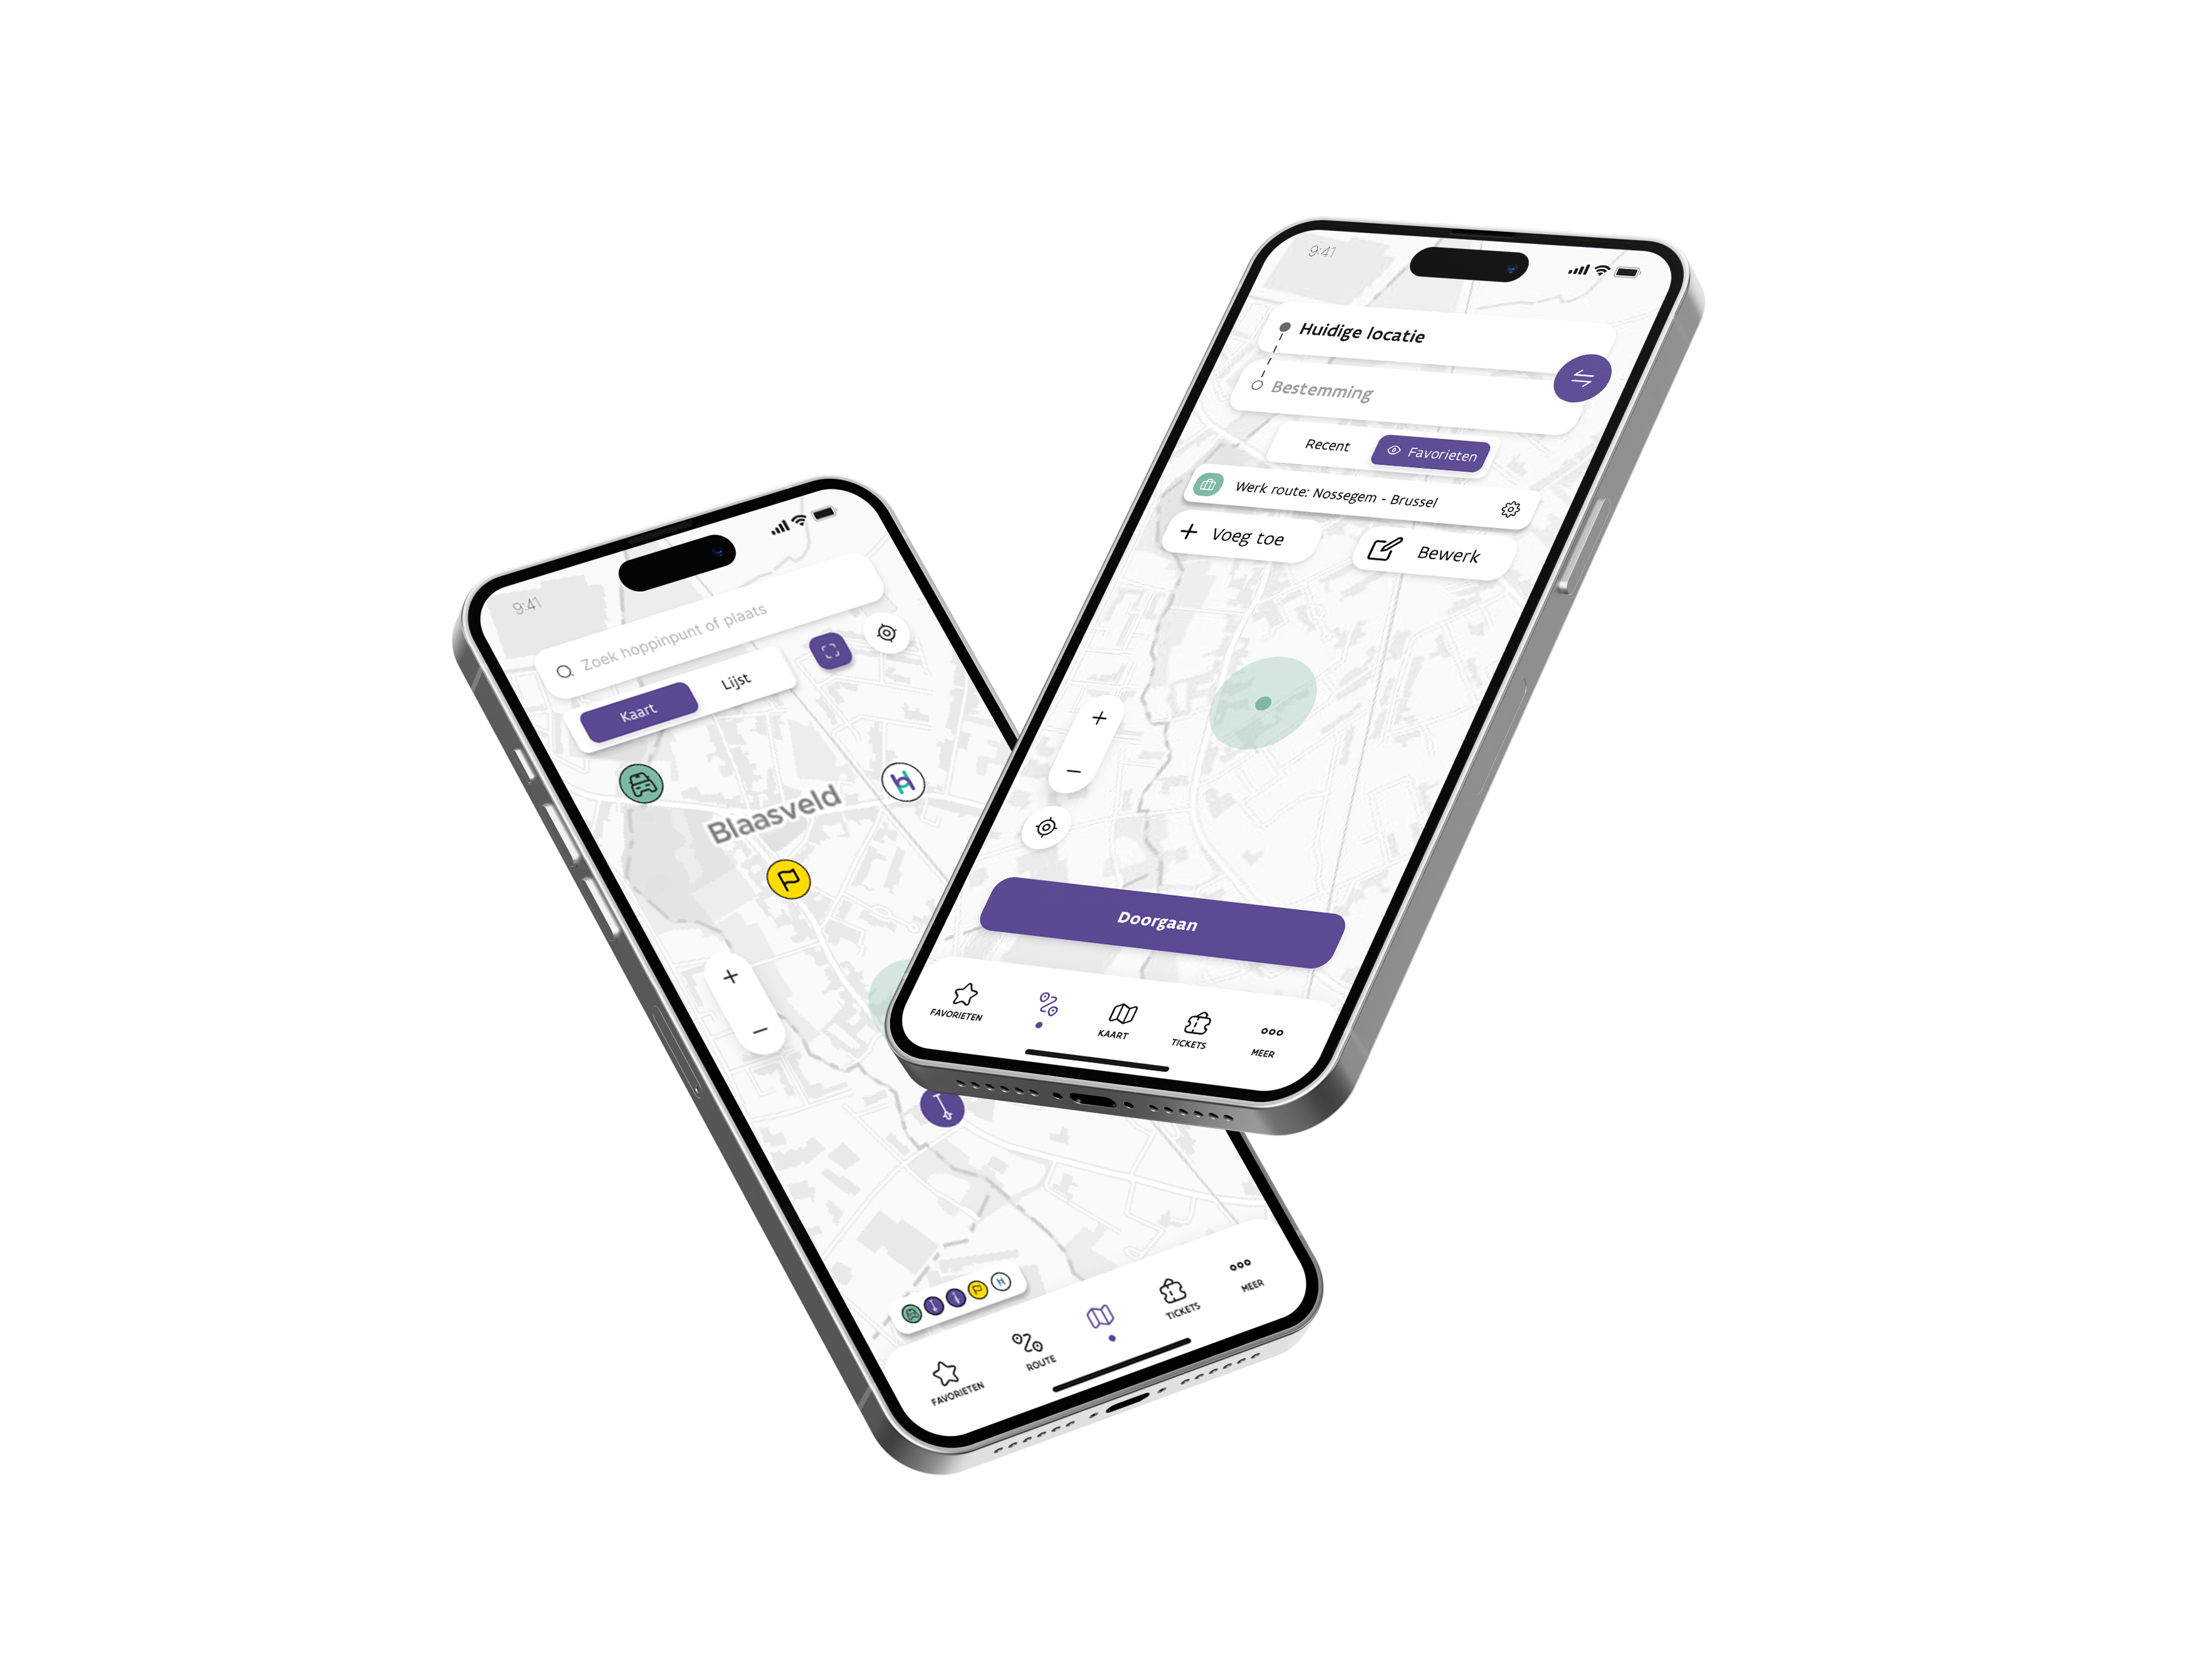 9:41
Zoek hoppinpunt of plaats
Kaart
Lijst
Blaasveld
FAVORIETEN
ROUTE
TICKETS
MEER
9:41
Huidige locatie
Bestemming
Recent
Favorieten
Werk route: Nossegem - Brussel
Voeg toe
Bewerk
Doorgaan
FAVORIETEN
KAART
TICKETS
MEER